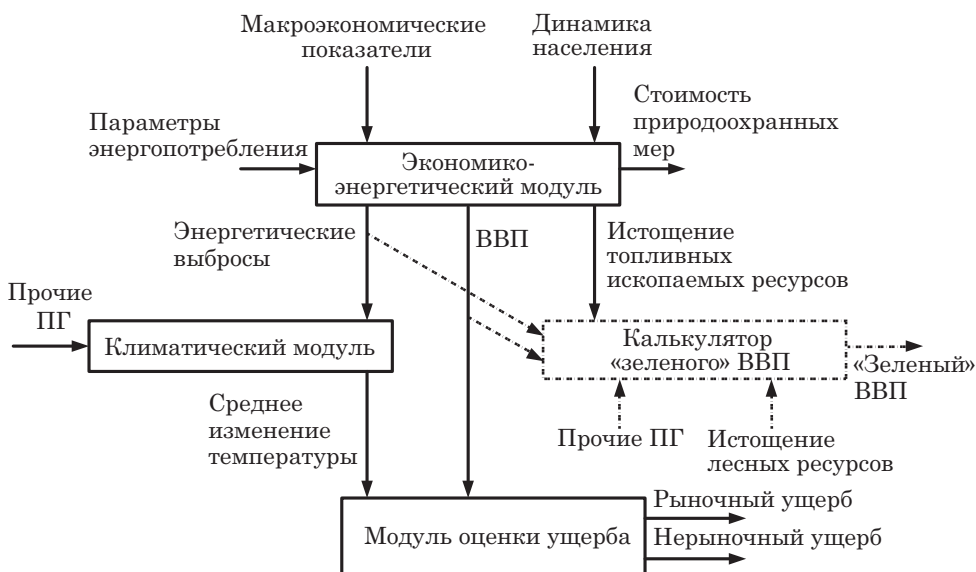 Макроэкономические
показатели
Динамика
населения
Параметры
энергопотребления
Стоимость
природоохранных
мер
Экономико-
энергетический модуль
Энергетические
выбросы
ВВП
Истощение
топливных
ископаемых ресурсов
Прочие
ПГ
Климатический модуль
Калькулятор
«зеленого» ВВП
«Зеленый»
ВВП
Среднее
изменение
температуры
Прочие ПГ
Истощение
лесных ресурсов
Модуль оценки ущерба
Рыночный ущерб
Нерыночный ущерб